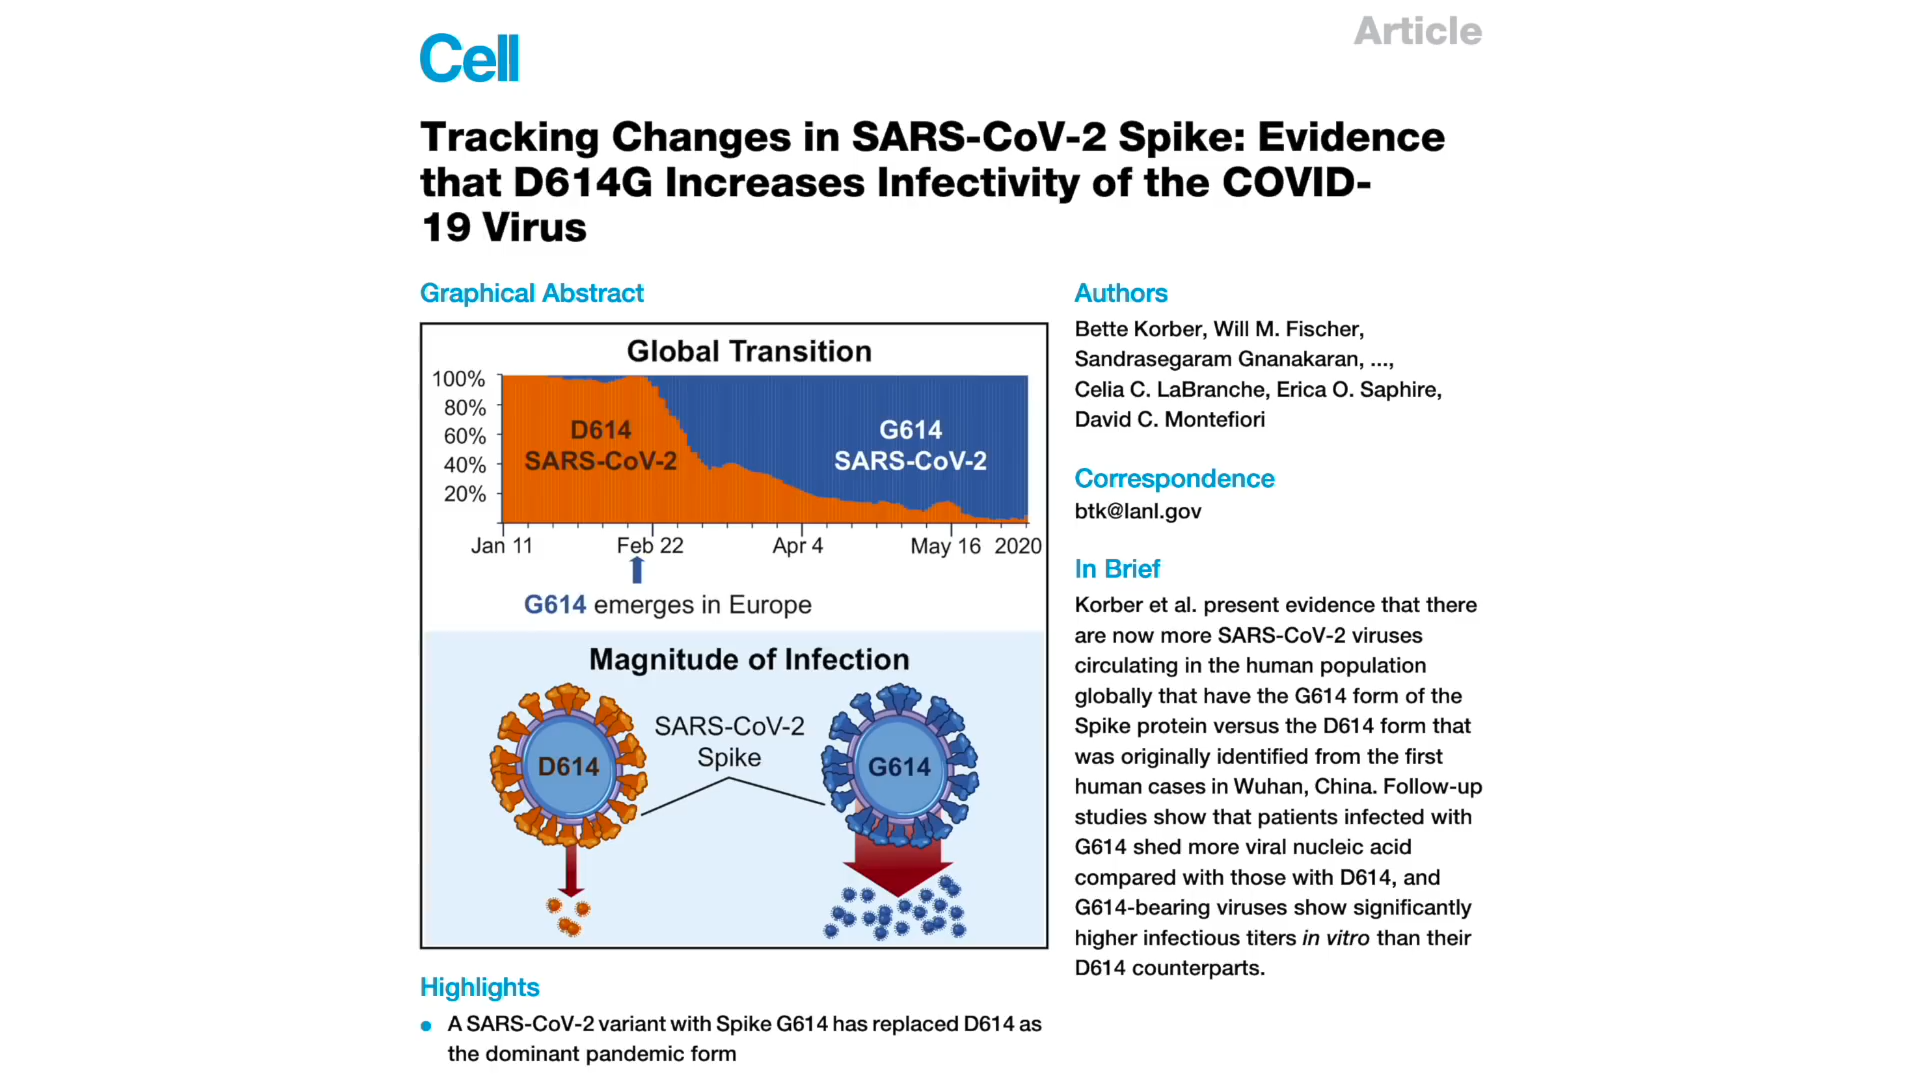 Cell
Article
Tracking Changes in SARS-CoV-2 Spike: Evidence
that D614G Increases Infectivity of the COVID-
19 Virus
Graphical Abstract
Global Transition
100%
80%
60%
40%
20%
D614
SARS-CoV-2
G614
SARS-CoV-2
Jan 11
Feb 22
Apr 4
May 16
2020
G614 emerges in Europe
Magnitude of Infection
SARS-CoV-2
Spike
D614
G614
Highlights
• A SARS-CoV-2 variant with Spike G614 has replaced D614 as
the dominant pandemic form
Authors
Bette Korber, Will M. Fischer,
Sandrasegaram Gnanakaran, ...,
Celia C. LaBranche, Erica O. Saphire,
David C. Montefiori
Correspondence
btk@lanl.gov
In Brief
Korber et al. present evidence that there
are now more SARS-CoV-2 viruses
circulating in the human population
globally that have the G614 form of the
Spike protein versus the D614 form that
was originally identified from the first
human cases in Wuhan, China. Follow-up
studies show that patients infected with
G614 shed more viral nucleic acid
compared with those with D614, and
G614-bearing viruses show significantly
higher infectious titers in vitro than their
D614 counterparts.